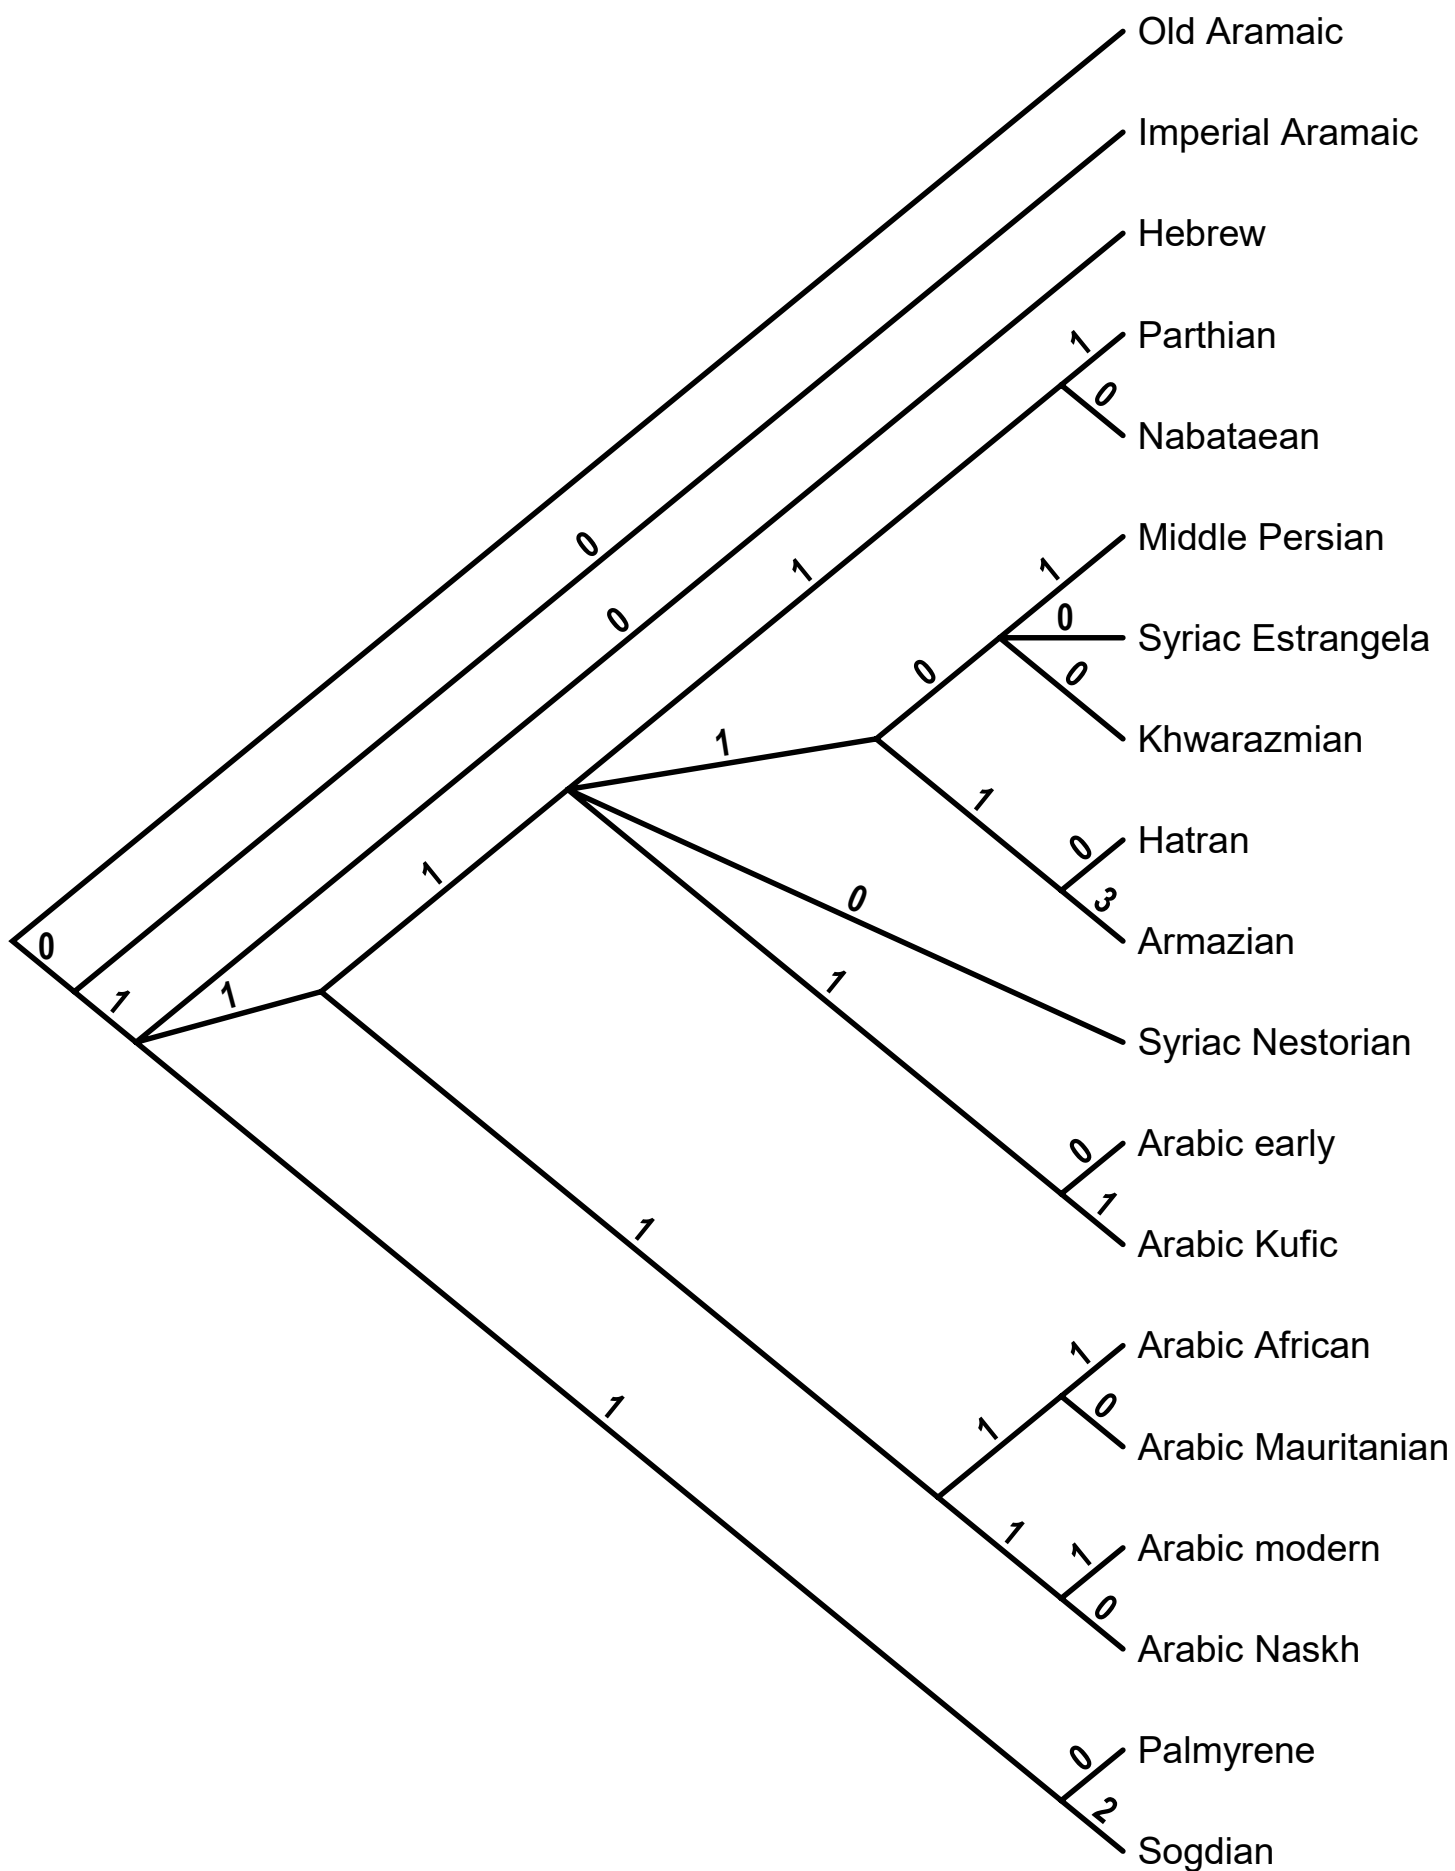 Old Aramaic
Imperial Aramaic
Hebrew
1 Parthian
0
Nabataean
0
1 Middle Persian
1
0 Syriac Estrangela
0
0 0
Khwarazmian
1
1
0 Hatran
1
0
3
Armazian
0
1
1
1
Syriac Nestorian
0 Arabic early
1
1
Arabic Kufic
1 Arabic African
0
1
1
Arabic Mauritanian
1
1 Arabic modern
0
Arabic Naskh
0 Palmyrene
2
Sogdian